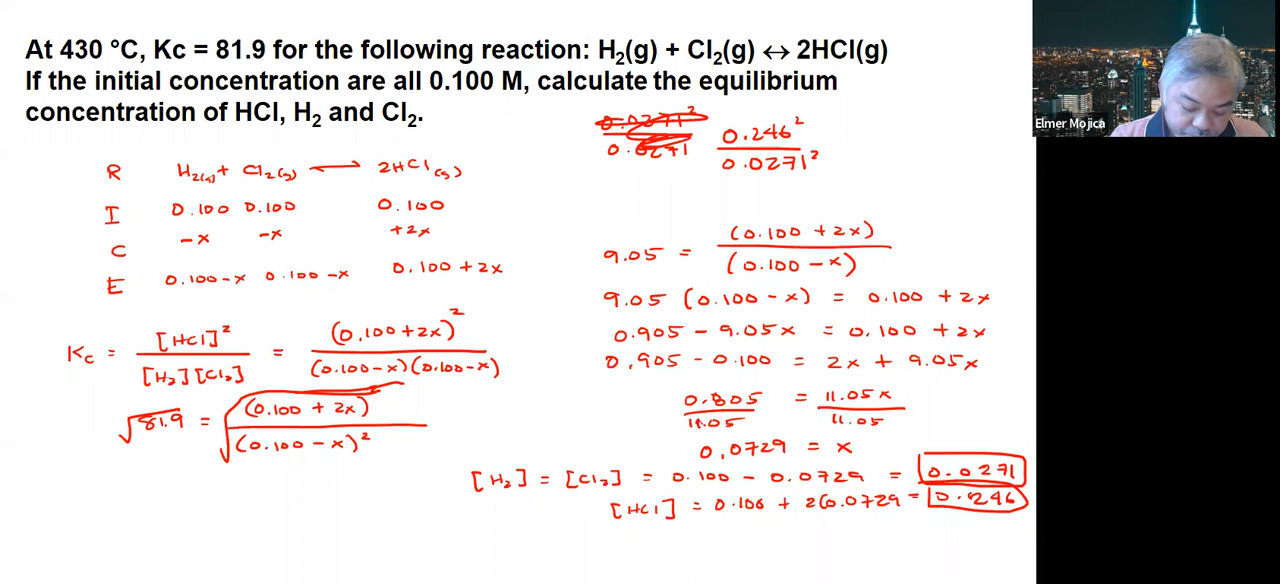 At 430 °C, Kc = 81.9 for the following reaction: H₂(g) + Cl₂(g) ↔ 2HCl(g)
If the initial concentration are all 0.100 M, calculate the equilibrium
concentration of HCl, H₂ and Cl₂.
Elmer Mojica
0.0271²
0.0271
0.246²
0.0271²
R H₂(g) + Cl₂(g) ⇌ 2HCl(g)
I 0.100 0.100 0.100
C -x -x +2x
E 0.100-x 0.100-x 0.100+2x
Kc = [HCl]² / [H₂][Cl₂] = (0.100+2x)² / (0.100-x)(0.100-x)
√81.9 = √(0.100 + 2x) / (0.100 - x)²
9.05 = (0.100 + 2x) / (0.100 - x)
9.05 (0.100 - x) = 0.100 + 2x
0.905 - 9.05x = 0.100 + 2x
0.905 - 0.100 = 2x + 9.05x
0.805 / 11.05 = 11.05x / 11.05
0.0729 = x
[H₂] = [Cl₂] = 0.100 - 0.0729 = 0.0271
[HCl] = 0.100 + 2(0.0729 = 0.246